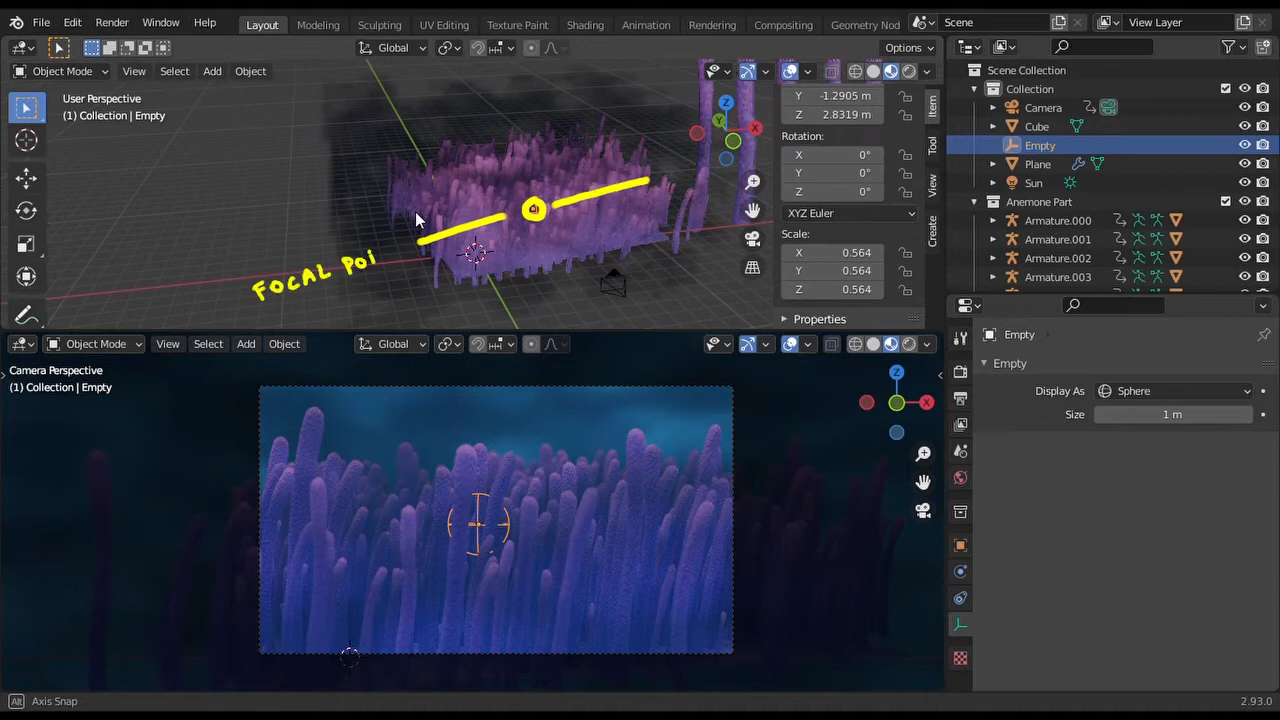 File Edit Render Window Help Layout Modeling Sculpting UV Editing Texture Paint Shading Animation Rendering Compositing Geometry Nod Scene View Layer
Global Options
Object Mode View Select Add Object
User Perspective
(1) Collection | Empty
Y -1.2905 m
Z 2.8319 m
Rotation:
X 0°
Y 0°
Z 0°
XYZ Euler
Scale:
X 0.564
Y 0.564
Z 0.564
Properties
Item
Tool
View
Create
X
Y
Z
FOCAL POI
Scene Collection
Collection
Camera
Cube
Empty
Plane
Sun
Anemone Part
Armature.000
Armature.001
Armature.002
Armature.003
Object Mode View Select Add Object Global
Camera Perspective
(1) Collection | Empty
Z
X
Empty
Empty
Display As Sphere
Size 1 m
Alt Axis Snap 2.93.0